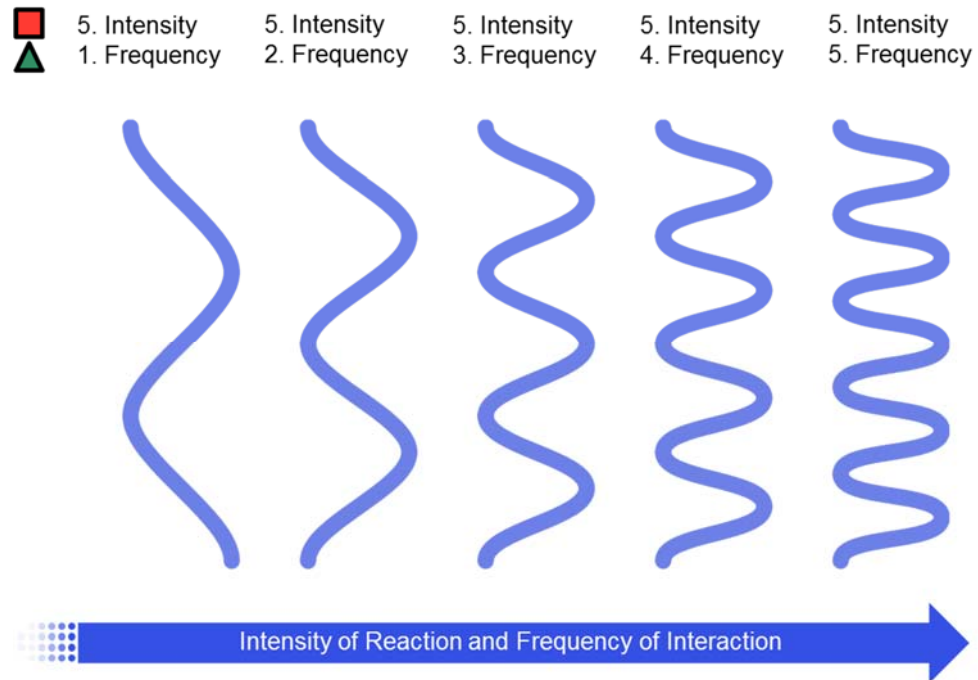 5. Intensity 5. Intensity 5. Intensity 5. Intensity 5. Intensity
1. Frequency 2. Frequency 3. Frequency 4. Frequency 5. Frequency
Intensity of Reaction and Frequency of Interaction